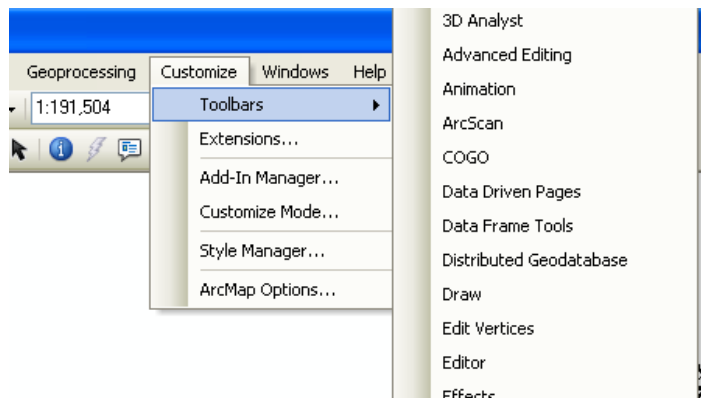 Geoprocessing Customize Windows Help
1:191,504
Toolbars
Extensions...
Add-In Manager...
Customize Mode...
Style Manager...
ArcMap Options...
3D Analyst
Advanced Editing
Animation
ArcScan
COGO
Data Driven Pages
Data Frame Tools
Distributed Geodatabase
Draw
Edit Vertices
Editor
Effects